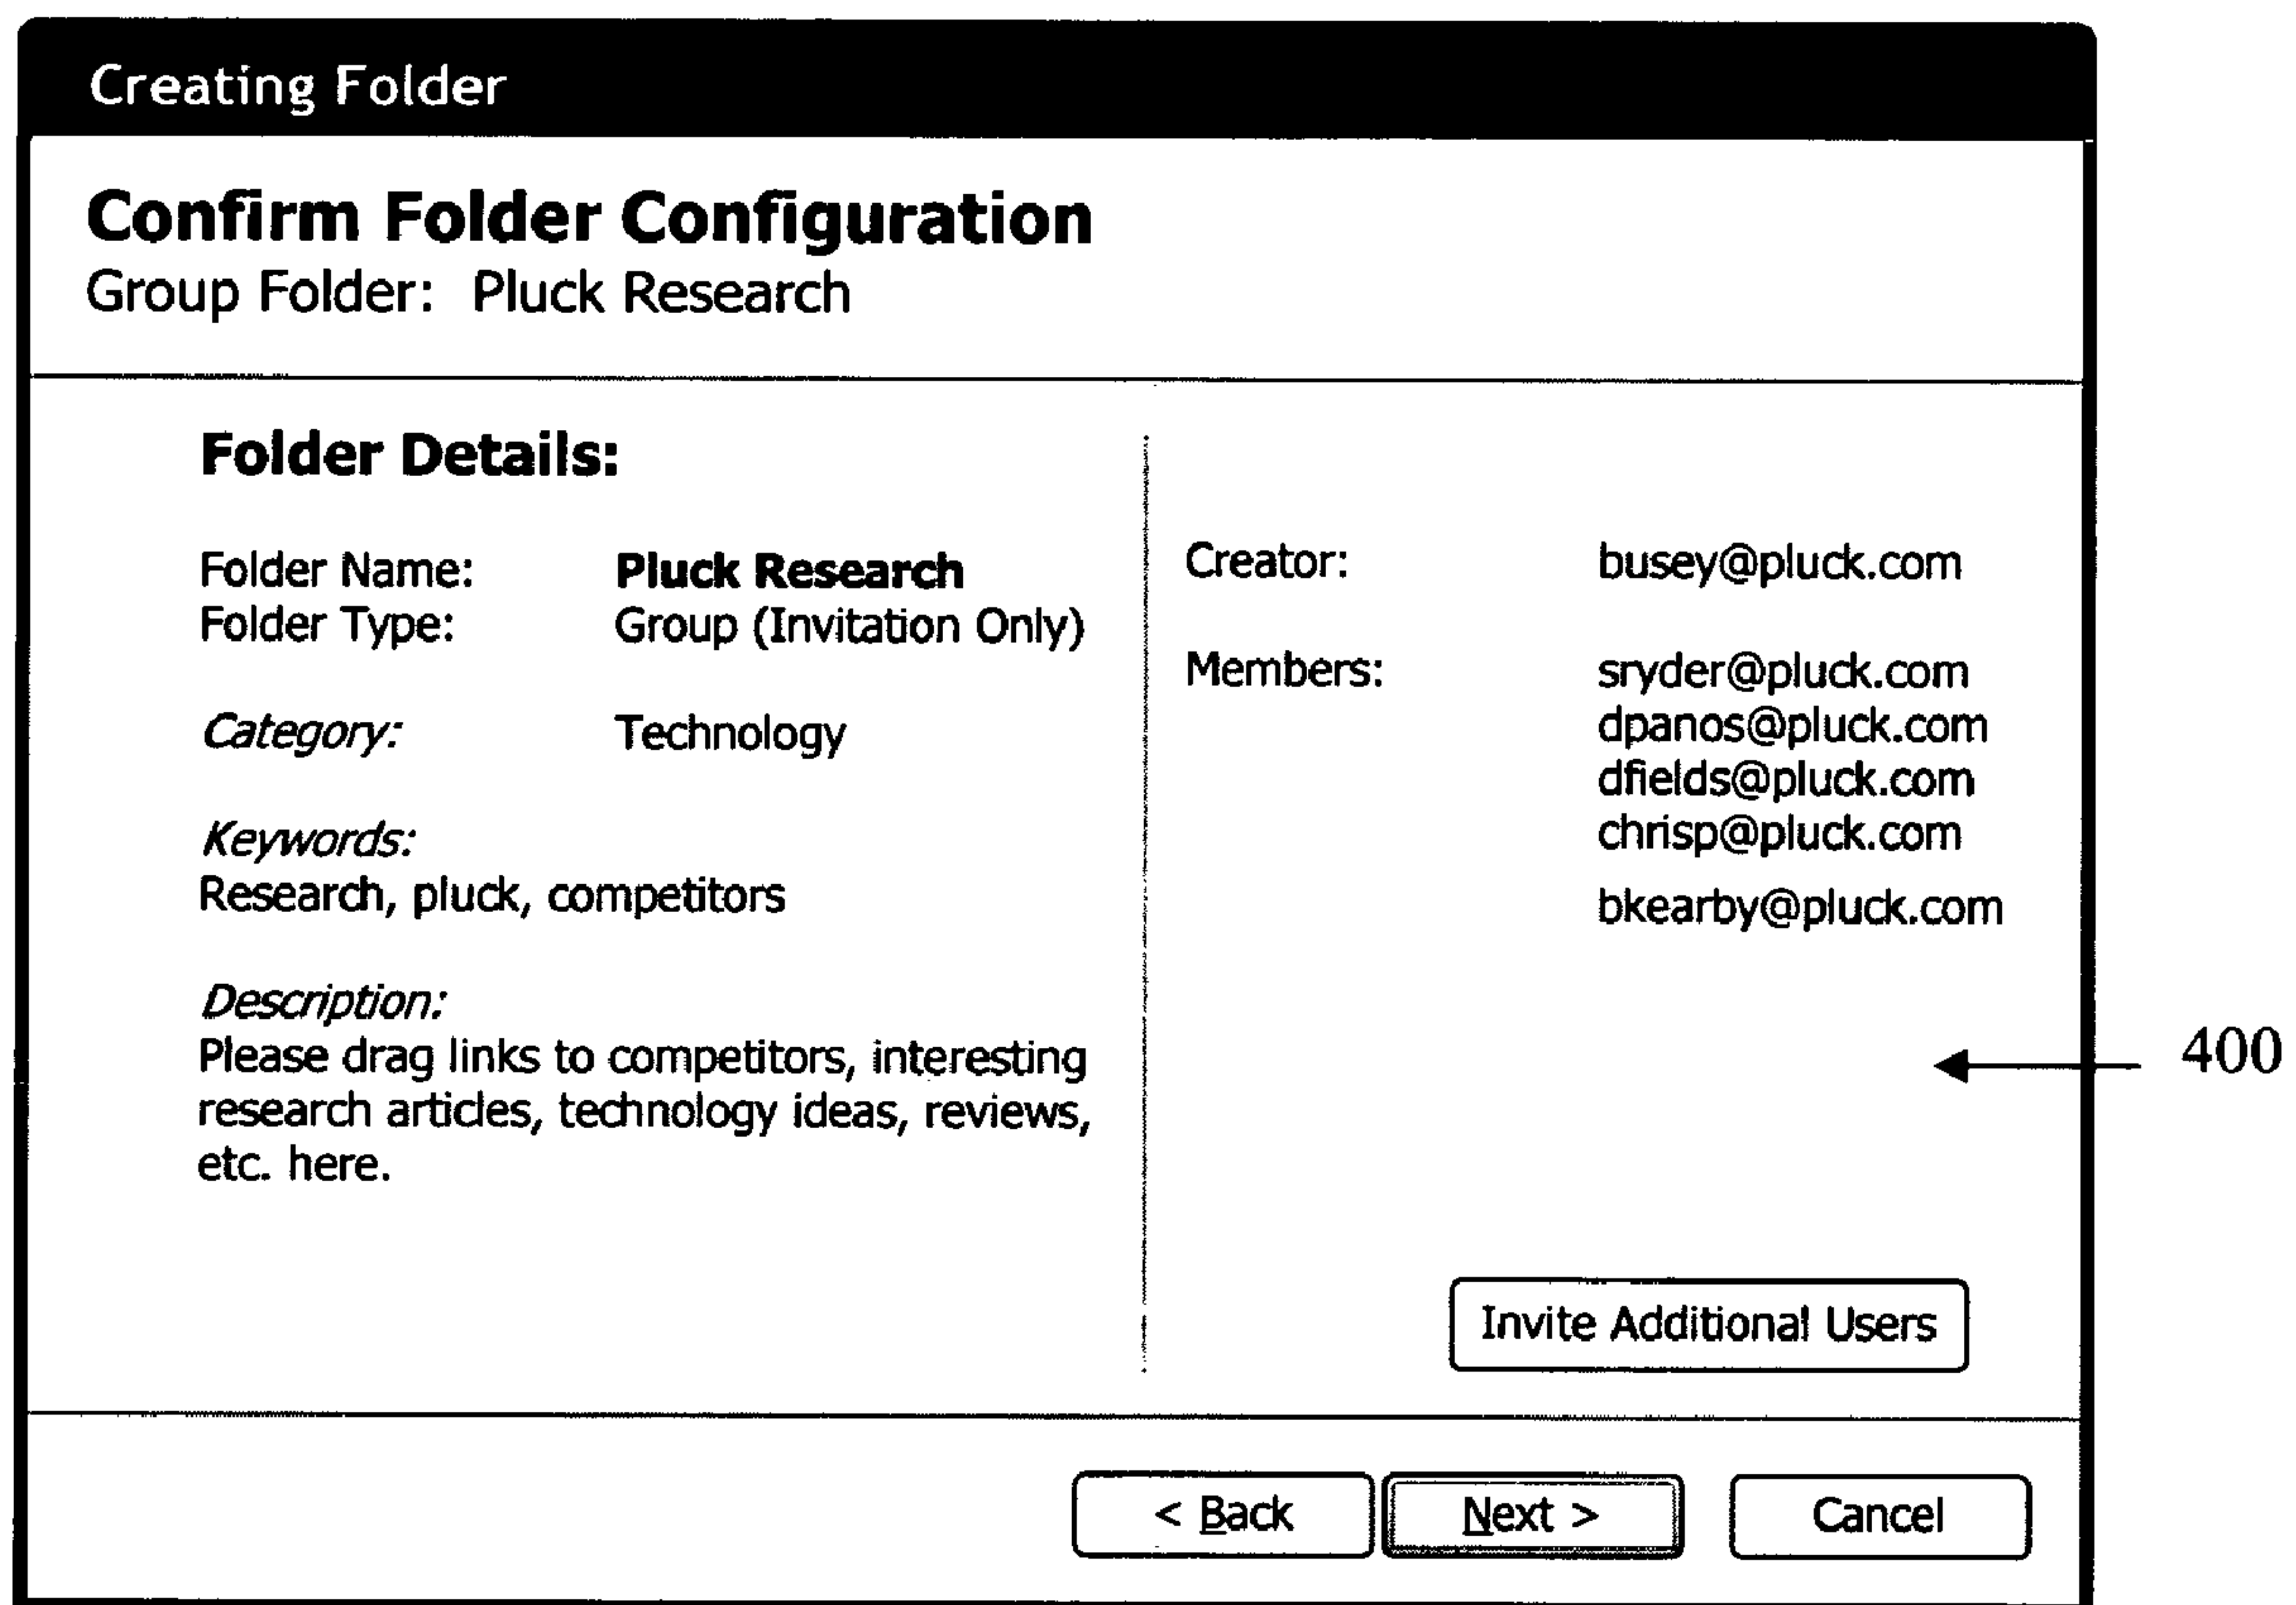 Creating Folder
Confirm Folder Configuration
Group Folder: Pluck Research
Folder Details:
Folder Name: Pluck Research
Folder Type: Group (Invitation Only)
Category: Technology
Keywords:
Research, pluck, competitors
Description:
Please drag links to competitors, interesting
research articles, technology ideas, reviews,
etc. here.
Creator: busey@pluck.com
Members: sryder@pluck.com
dpanos@pluck.com
dfields@pluck.com
chrisp@pluck.com
bkearby@pluck.com
400
Invite Additional Users
< Back
Next >
Cancel